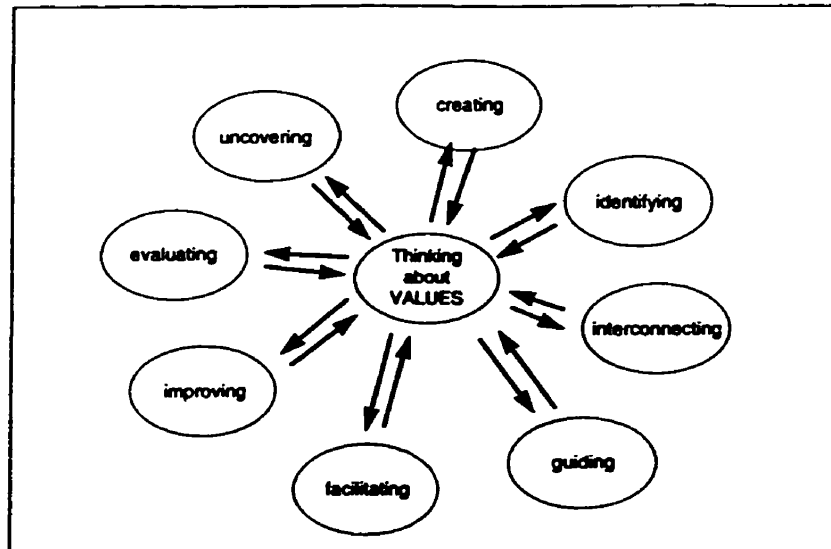 creating
uncovering
identifying
evaluating
Thinking
about
VALUES
interconnecting
improving
guiding
facilitating